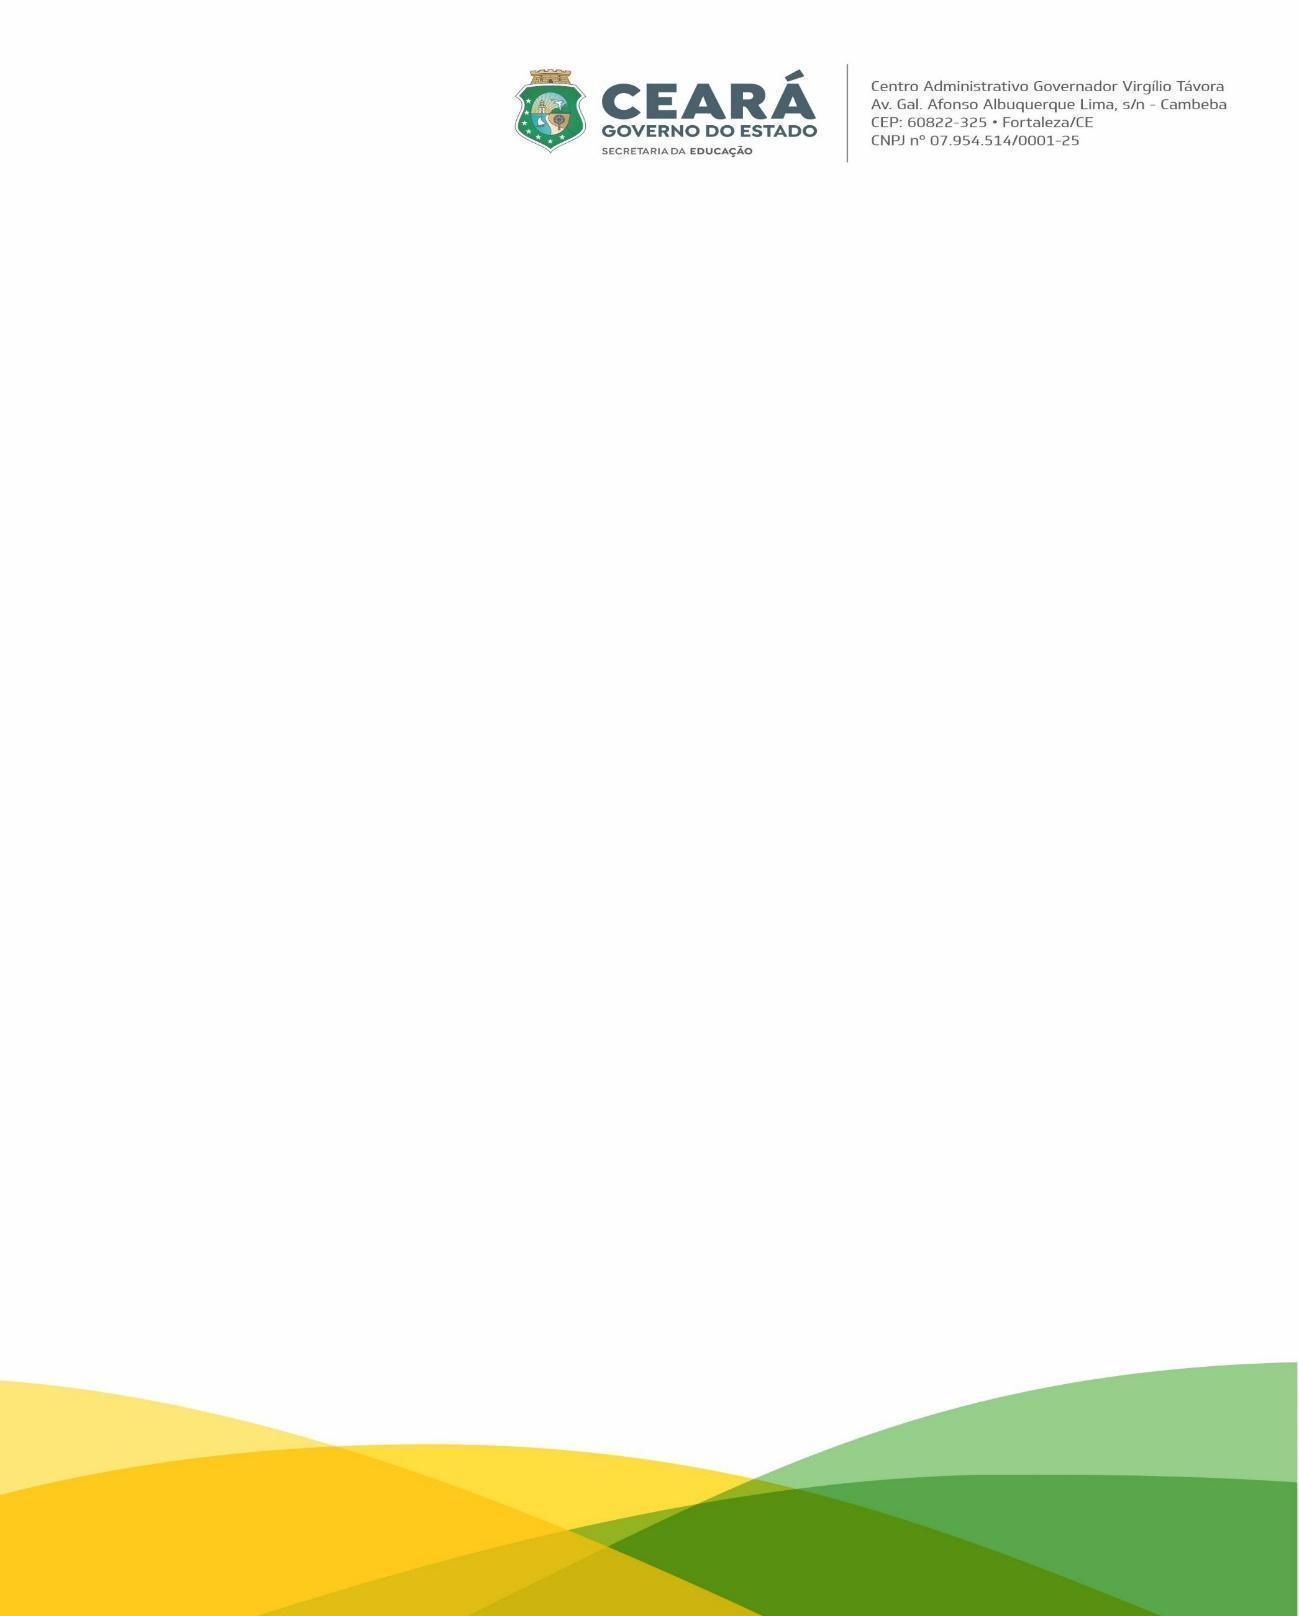 CEARÁ
GOVERNO DO ESTADO
SECRETARIA DA EDUCAÇÃO
Centro Administrativo Governador Virgílio Távora
Av. Gal. Afonso Albuquerque Lima, s/n - Cambeba
CEP: 60822-325 • Fortaleza/CE
CNPJ nº 07.954.514/0001-25